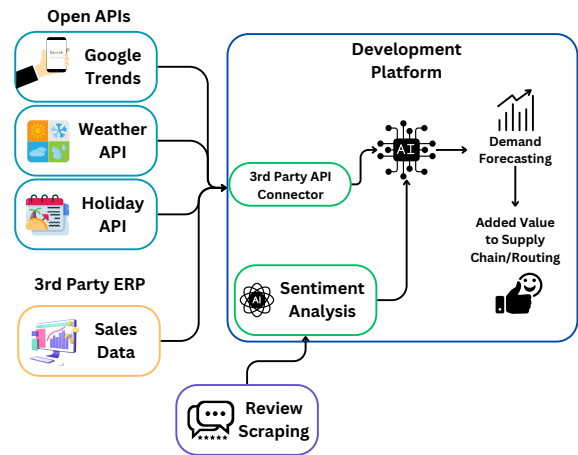 Open APIs
Google
Trends
Weather
API
Holiday
API
3rd Party ERP
Sales
Data
Review
Scraping
Development
Platform
3rd Party API
Connector
Sentiment
Analysis
AI
AI
Demand
Forecasting
Added Value
to Supply
Chain/Routing